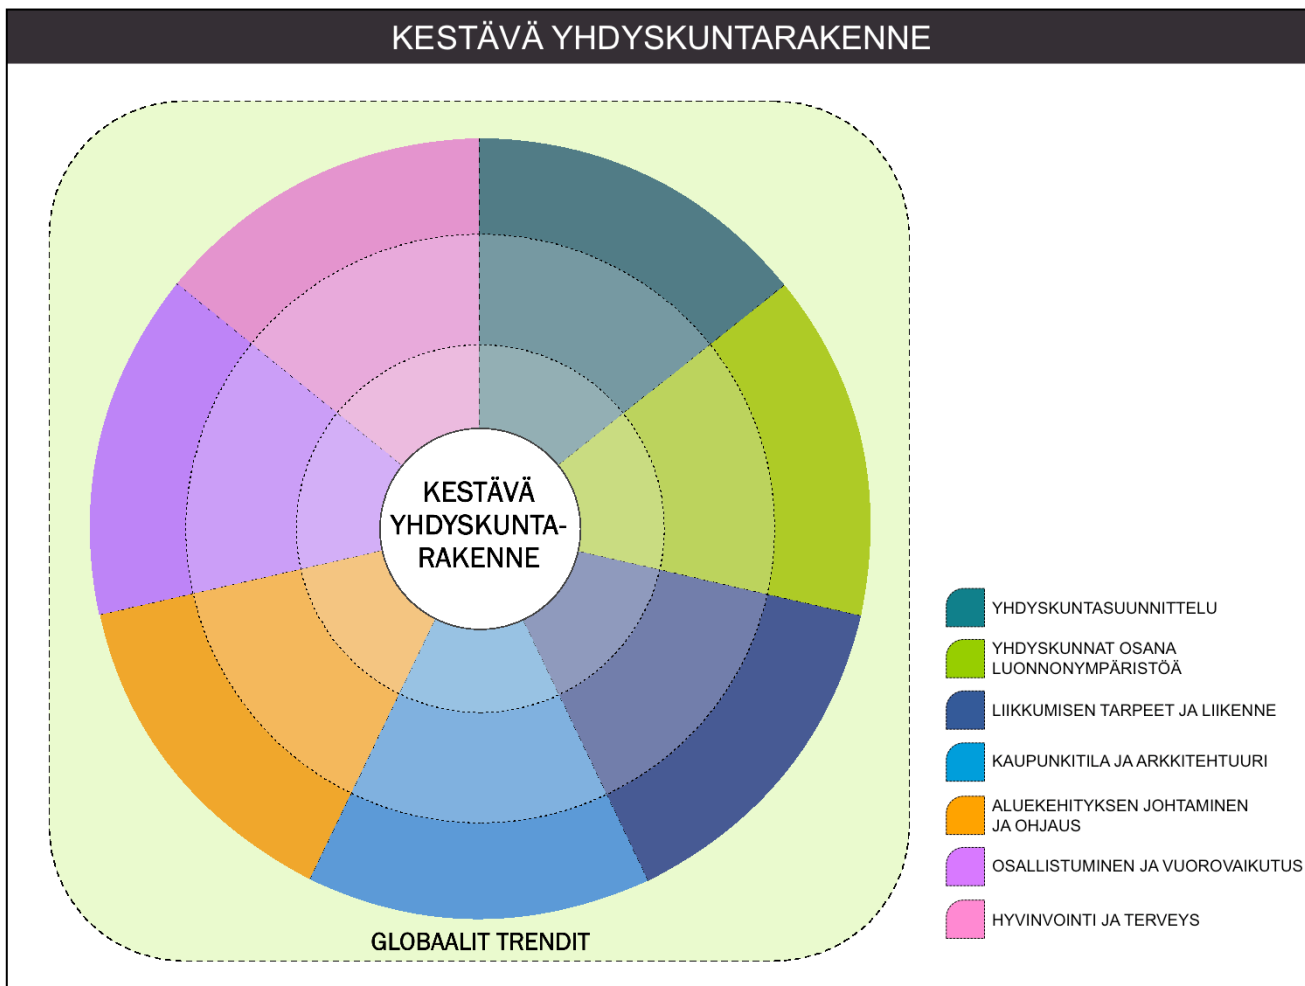 KESTÄVÄ YHDYSKUNTARAKENNE
KESTÄVÄ
YHDYSKUNTA-
RAKENNE
GLOBAALIT TRENDIT
YHDYSKUNTASUUNNITTELU
YHDYSKUNNAT OSANA
LUONNONYMPÄRISTÖÄ
LIIKKUMISEN TARPEET JA LIIKENNE
KAUPUNKITILA JA ARKKITEHTUURI
ALUEKEHITYKSEN JOHTAMINEN
JA OHJAUS
OSALLISTUMINEN JA VUOROVAIKUTUS
HYVINVOINTI JA TERVEYS